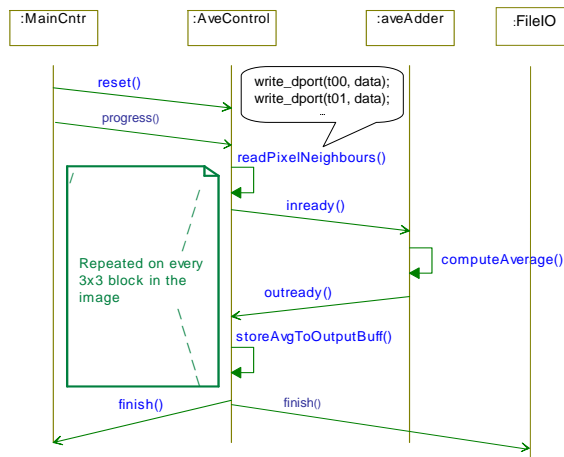 :MainCntr
:AveControl
:aveAdder
:FileIO
reset()
write_dport(t00, data);
write_dport(t01, data);
...
progress()
readPixelNeighbours()
inready()
computeAverage()
Repeated on every
3x3 block in the
image
outready()
storeAvgToOutputBuff()
finish()
finish()